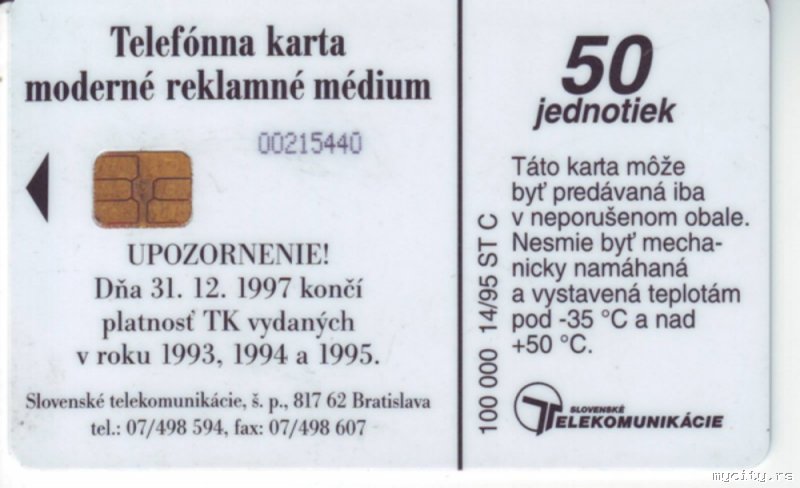 Telefónna karta
moderné reklamné médium
00215440
UPOZORNENIE!
Dňa 31. 12. 1997 končí
platnosť TK vydaných
v roku 1993, 1994 a 1995.
Slovenské telekomunikácie, š. p., 817 62 Bratislava
tel.: 07/498 594, fax: 07/498 607
100 000 14/95 ST C
50
jednotiek
Táto karta môže
byť predávaná iba
v neporušenom obale.
Nesmie byť mecha-
nicky namáhaná
a vystavená teplotám
pod -35 °C a nad
+50 °C.
SLOVENSKÉ
TELEKOMUNIKÁCIE
mycity.rs